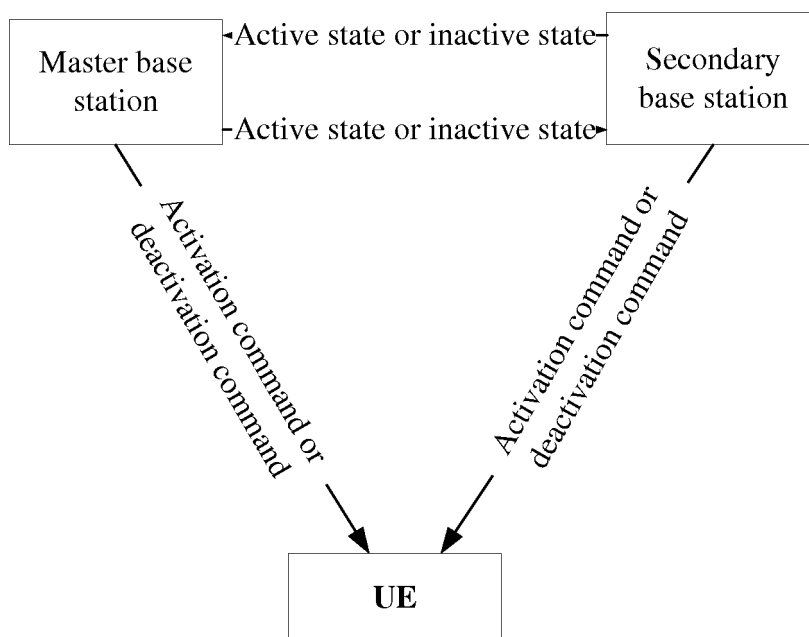 Master base
station
Active state or inactive state
Active state or inactive state
Secondary
base station
Activation command or
deactivation command
Activation command or
deactivation command
UE